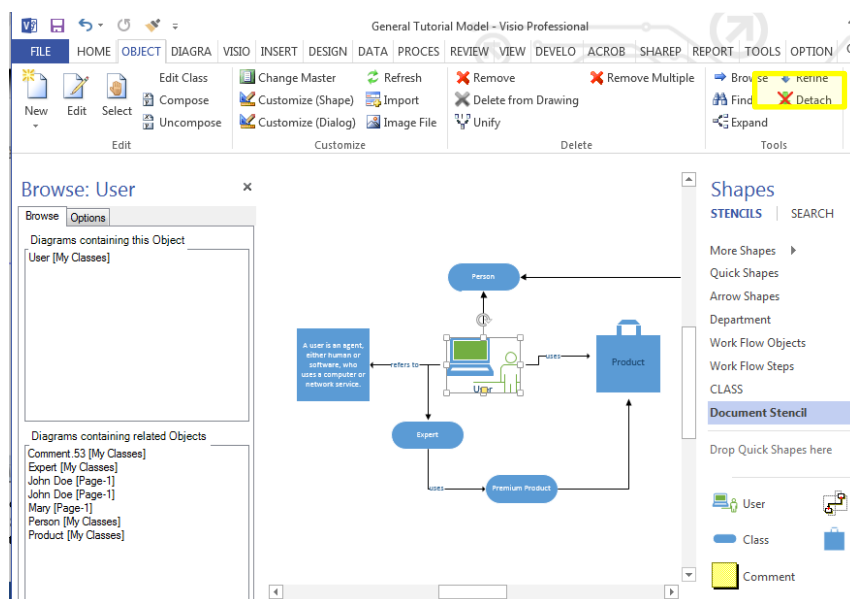 General Tutorial Model - Visio Professional
FILE HOME OBJECT DIAGRA VISIO INSERT DESIGN DATA PROCES REVIEW VIEW DEVELO ACROB SHAREP REPORT TOOLS OPTION
New
Edit
Select
Edit Class
Compose
Uncompose
Edit
Change Master
Customize (Shape)
Customize (Dialog)
Refresh
Import
Image File
Customize
Remove
Delete from Drawing
Unify
Remove Multiple
Delete
Browse
Find
Expand
Refine
Detach
Tools
Browse: User
Browse
Options
Diagrams containing this Object
User [My Classes]
Diagrams containing related Objects
Comment.53 [My Classes]
Expert [My Classes]
John Doe [Page-1]
John Doe [Page-1]
Mary [Page-1]
Person [My Classes]
Product [My Classes]
Person
A user is an agent,
either human or
software, who
uses a computer or
network service.
refers to
User
uses
Product
Expert
uses
Premium Product
Shapes
STENCILS | SEARCH
More Shapes
Quick Shapes
Arrow Shapes
Department
Work Flow Objects
Work Flow Steps
CLASS
Document Stencil
Drop Quick Shapes here
User
Class
Comment